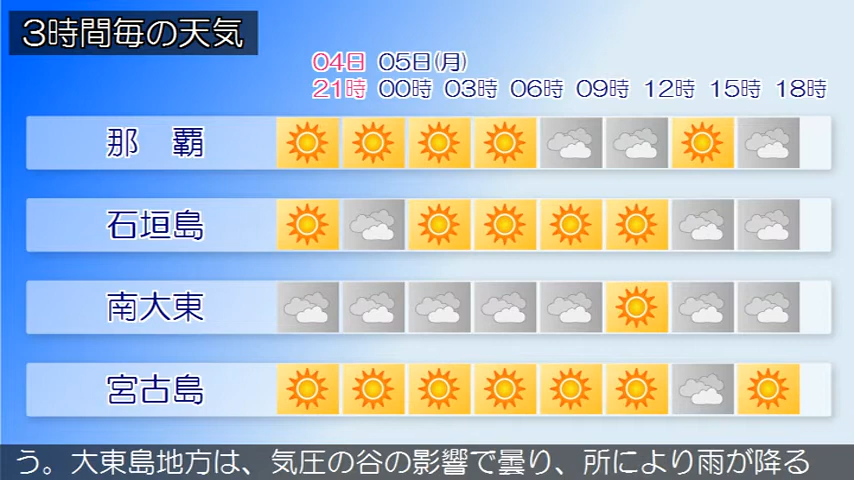 3時間毎の天気
04日 05日(月)
21時 00時 03時 06時 09時 12時 15時 18時
那　覇
石垣島
南大東
宮古島
う。大東島地方は、気圧の谷の影響で曇り、所により雨が降る